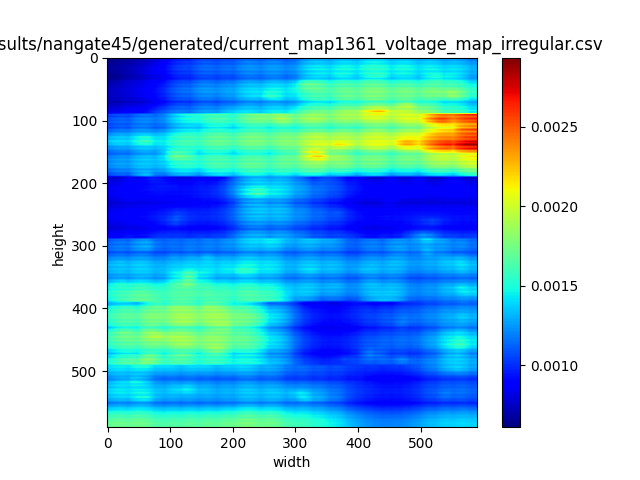 sults/nangate45/generated/current_map1361_voltage_map_irregular.csv
0
100
200
300
400
500
height
0 100 200 300 400 500
width
0.0025
0.0020
0.0015
0.0010